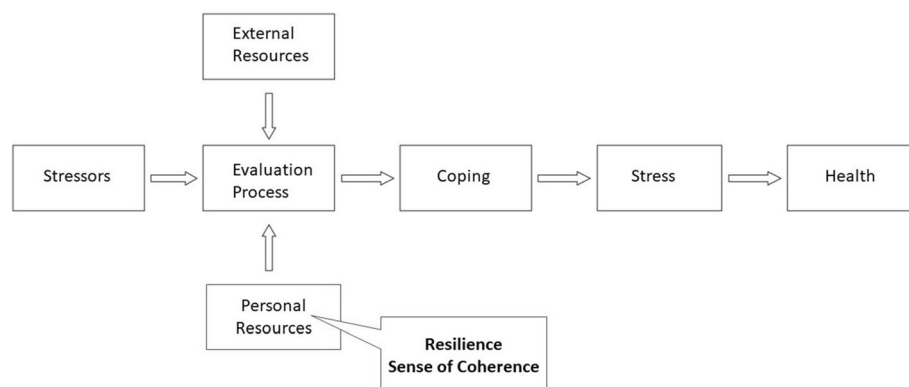 External
Resources
Stressors
Evaluation
Process
Coping
Stress
Health
Personal
Resources
Resilience
Sense of Coherence